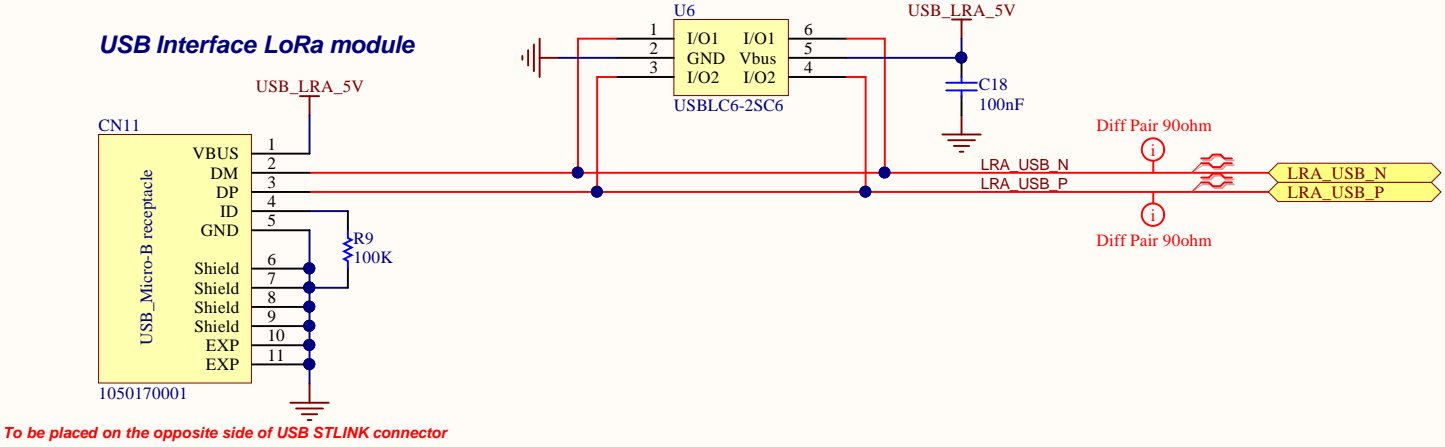 U6
USB_LRA_5V
USB Interface LoRa module
1 I/O1 I/O1 6
2 GND Vbus 5
3 I/O2 I/O2 4
USBLC6-2SC6
C18
100nF
USB_LRA_5V
CN11
Diff Pair 90ohm
i
VBUS 1
DM 2
DP 3
ID 4
GND 5
Shield 6
Shield 7
Shield 8
Shield 9
EXP 10
EXP 11
USB_Micro-B receptacle
1050170001
R9
100K
LRA_USB_N
LRA_USB_P
LRA_USB_N
LRA_USB_P
i
Diff Pair 90ohm
To be placed on the opposite side of USB STLINK connector